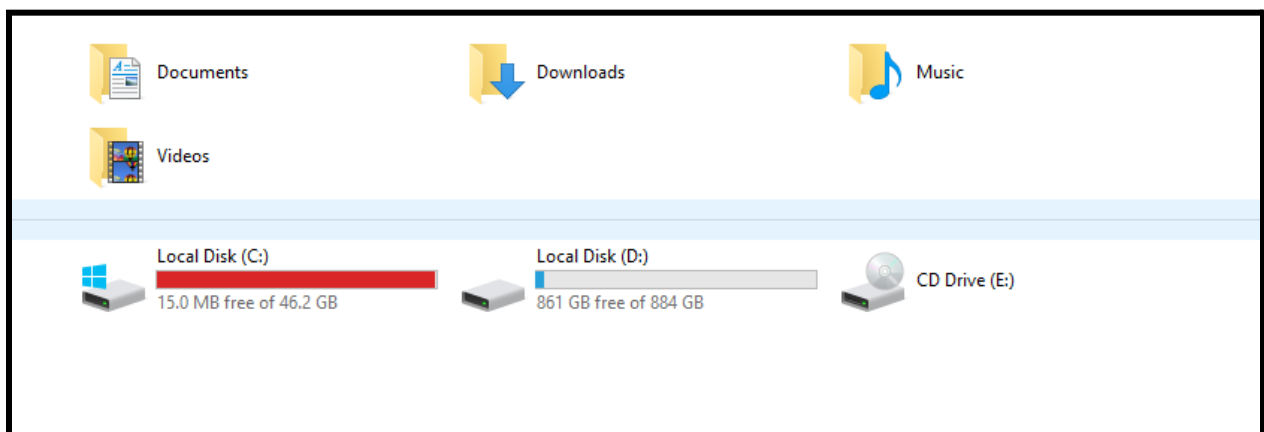 Documents
Downloads
Music
Videos
Local Disk (C:)
15.0 MB free of 46.2 GB
Local Disk (D:)
861 GB free of 884 GB
CD Drive (E:)